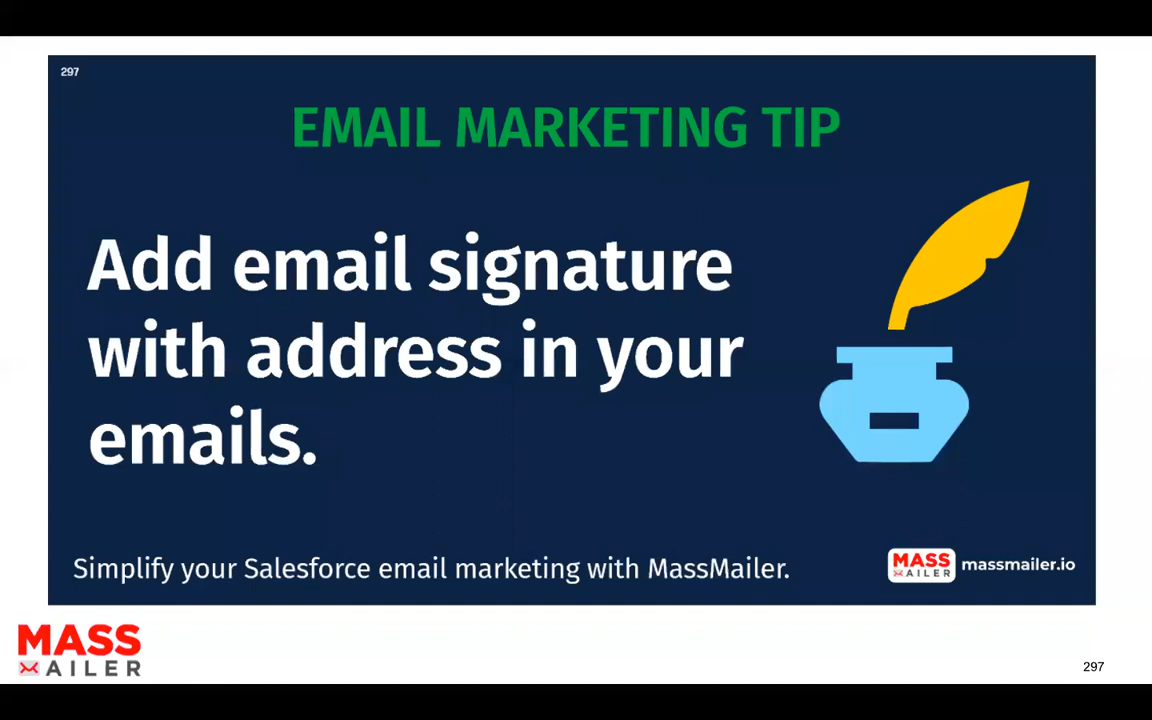 297
EMAIL MARKETING TIP
Add email signature
with address in your
emails.
Simplify your Salesforce email marketing with MassMailer.
MASS
AILER
massmailer.io
MASS
AILER
297